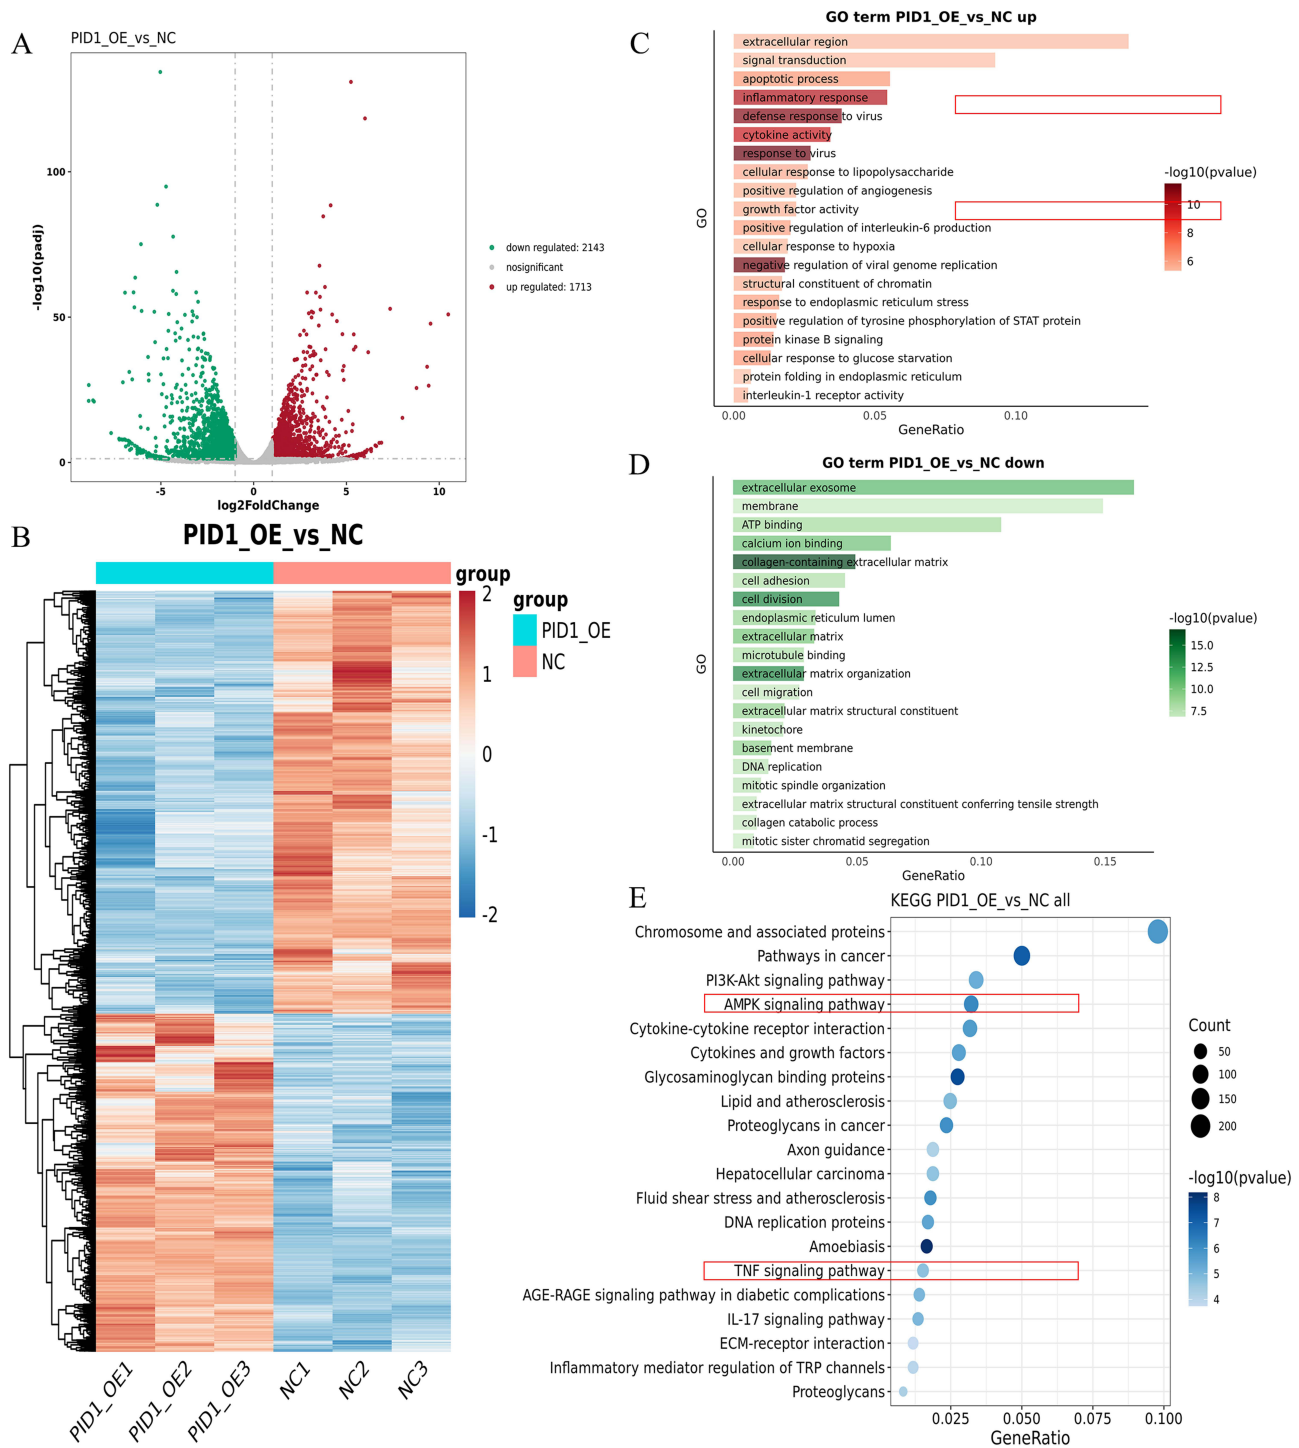 A
PID1_OE_vs_NC
-log10(padj)
100
50
0
-5
0
5
10
log2FoldChange
down regulated: 2143
nosignificant
up regulated: 1713
B
PID1_OE_vs_NC
group
2
1
0
-1
-2
group
PID1_OE
NC
PID1_OE1
PID1_OE2
PID1_OE3
NC1
NC2
NC3
C
GO term PID1_OE_vs_NC up
GO
extracellular region
signal transduction
apoptotic process
inflammatory response
defense response to virus
cytokine activity
response to virus
cellular response to lipopolysaccharide
positive regulation of angiogenesis
growth factor activity
positive regulation of interleukin-6 production
cellular response to hypoxia
negative regulation of viral genome replication
structural constituent of chromatin
response to endoplasmic reticulum stress
positive regulation of tyrosine phosphorylation of STAT protein
protein kinase B signaling
cellular response to glucose starvation
protein folding in endoplasmic reticulum
interleukin-1 receptor activity
0.00
0.05
0.10
GeneRatio
-log10(pvalue)
10
8
6
D
GO term PID1_OE_vs_NC down
GO
extracellular exosome
membrane
ATP binding
calcium ion binding
collagen-containing extracellular matrix
cell adhesion
cell division
endoplasmic reticulum lumen
extracellular matrix
microtubule binding
extracellular matrix organization
cell migration
extracellular matrix structural constituent
kinetochore
basement membrane
DNA replication
mitotic spindle organization
extracellular matrix structural constituent conferring tensile strength
collagen catabolic process
mitotic sister chromatid segregation
0.00
0.05
0.10
0.15
GeneRatio
-log10(pvalue)
15.0
12.5
10.0
7.5
E
KEGG PID1_OE_vs_NC all
Chromosome and associated proteins
Pathways in cancer
PI3K-Akt signaling pathway
AMPK signaling pathway
Cytokine-cytokine receptor interaction
Cytokines and growth factors
Glycosaminoglycan binding proteins
Lipid and atherosclerosis
Proteoglycans in cancer
Axon guidance
Hepatocellular carcinoma
Fluid shear stress and atherosclerosis
DNA replication proteins
Amoebiasis
TNF signaling pathway
AGE-RAGE signaling pathway in diabetic complications
IL-17 signaling pathway
ECM-receptor interaction
Inflammatory mediator regulation of TRP channels
Proteoglycans
0.025
0.050
0.075
0.100
GeneRatio
Count
50
100
150
200
-log10(pvalue)
8
7
6
5
4